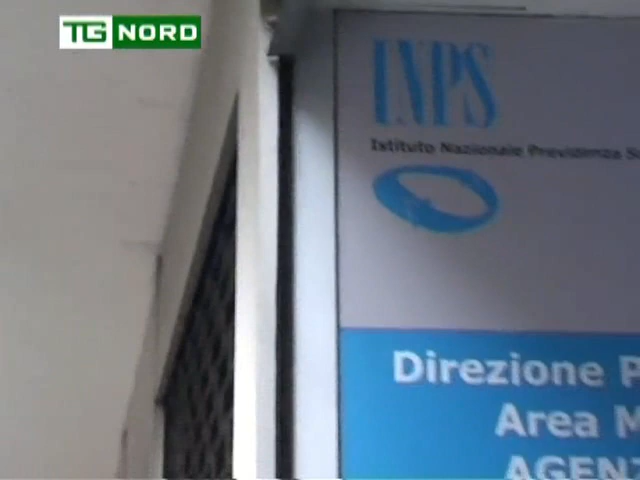 TG NORD
INPS
Istituto Nazionale Previdenza
Direzione
Area